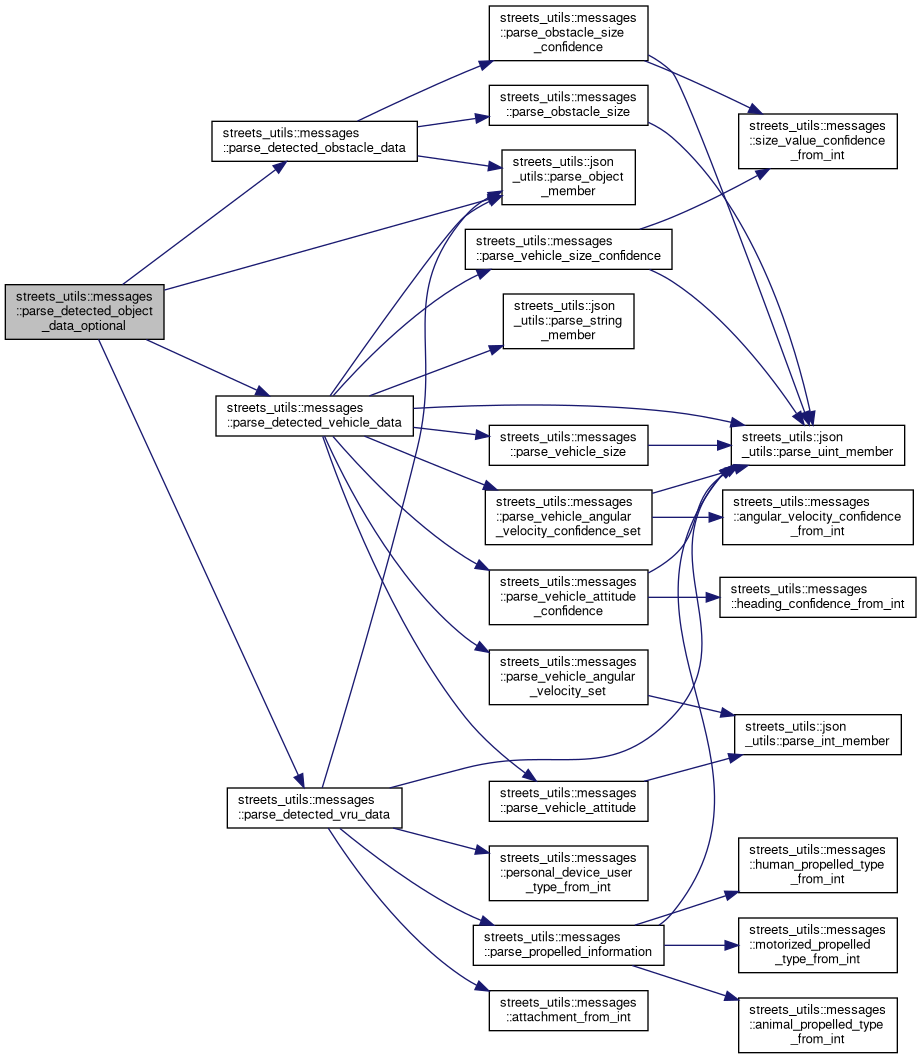 streets_utils::messages
::parse_detected_object
_data_optional
streets_utils::messages
::parse_detected_obstacle_data
streets_utils::messages
::parse_detected_vehicle_data
streets_utils::messages
::parse_detected_vru_data
streets_utils::messages
::parse_obstacle_size
_confidence
streets_utils::messages
::parse_obstacle_size
streets_utils::json
_utils::parse_object
_member
streets_utils::messages
::parse_vehicle_size_confidence
streets_utils::json
_utils::parse_string
_member
streets_utils::messages
::parse_vehicle_size
streets_utils::messages
::parse_vehicle_angular
_velocity_confidence_set
streets_utils::messages
::parse_vehicle_attitude
_confidence
streets_utils::messages
::parse_vehicle_angular
_velocity_set
streets_utils::messages
::parse_vehicle_attitude
streets_utils::messages
::personal_device_user
_type_from_int
streets_utils::messages
::parse_propelled_information
streets_utils::messages
::attachment_from_int
streets_utils::messages
::size_value_confidence
_from_int
streets_utils::json
_utils::parse_uint_member
streets_utils::messages
::angular_velocity_confidence
_from_int
streets_utils::messages
::heading_confidence_from_int
streets_utils::json
_utils::parse_int_member
streets_utils::messages
::human_propelled_type
_from_int
streets_utils::messages
::motorized_propelled
_type_from_int
streets_utils::messages
::animal_propelled_type
_from_int